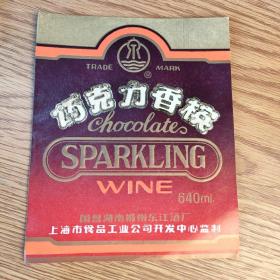 TRADE MARK
®
巧克力香槟
Chocolate
SPARKLING
WINE
640ml.
国营湖南郴州东江酒厂
上海市食品工业公司开发中心监制